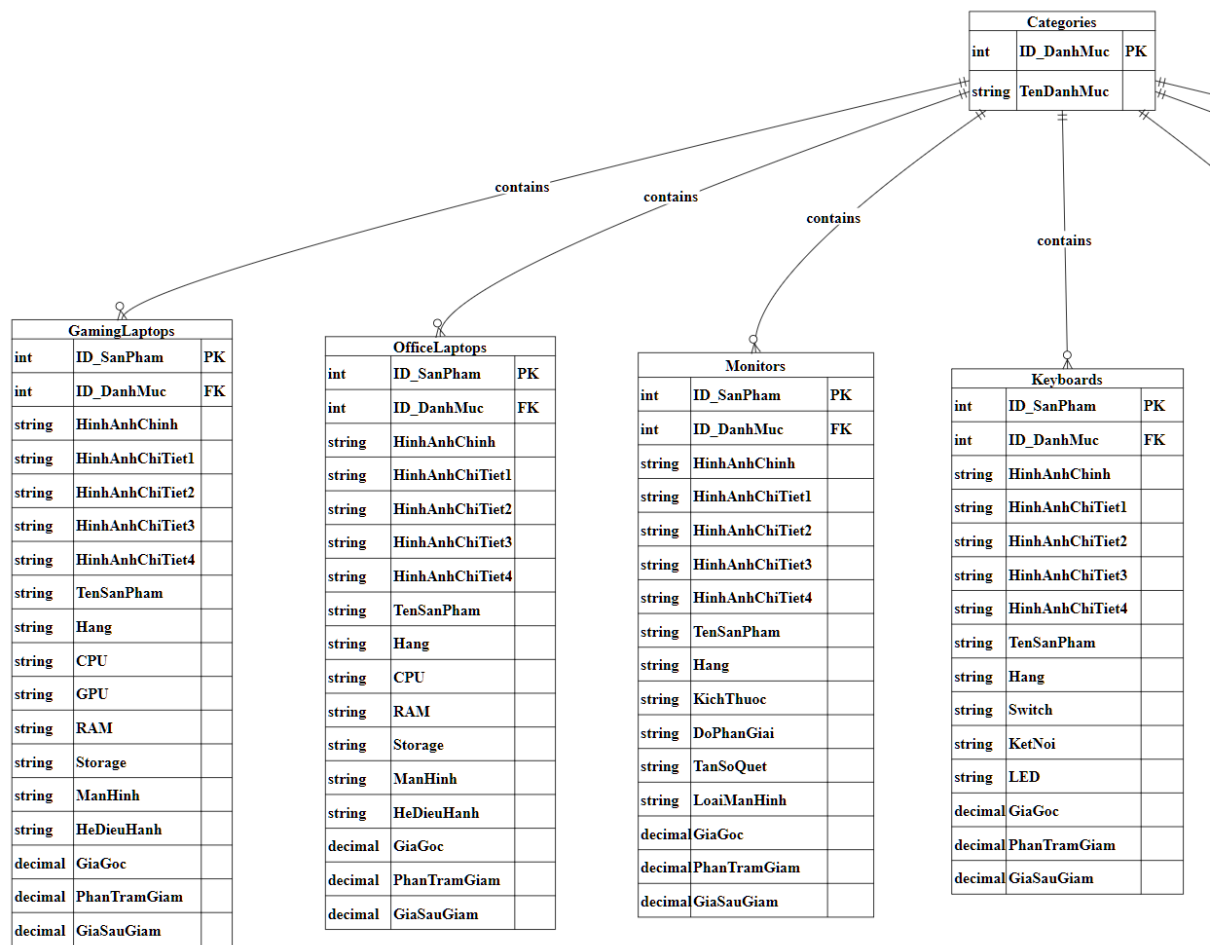 Categories
int ID_DanhMuc PK
string TenDanhMuc
contains
contains
contains
contains
GamingLaptops
int ID_SanPham PK
int ID_DanhMuc FK
string HinhAnhChinh
string HinhAnhChiTiet1
string HinhAnhChiTiet2
string HinhAnhChiTiet3
string HinhAnhChiTiet4
string TenSanPham
string Hang
string CPU
string GPU
string RAM
string Storage
string ManHinh
string HeDieuHanh
decimal GiaGoc
decimal PhanTramGiam
decimal GiaSauGiam
OfficeLaptops
int ID_SanPham PK
int ID_DanhMuc FK
string HinhAnhChinh
string HinhAnhChiTiet1
string HinhAnhChiTiet2
string HinhAnhChiTiet3
string HinhAnhChiTiet4
string TenSanPham
string Hang
string CPU
string RAM
string Storage
string ManHinh
string HeDieuHanh
decimal GiaGoc
decimal PhanTramGiam
decimal GiaSauGiam
Monitors
int ID_SanPham PK
int ID_DanhMuc FK
string HinhAnhChinh
string HinhAnhChiTiet1
string HinhAnhChiTiet2
string HinhAnhChiTiet3
string HinhAnhChiTiet4
string TenSanPham
string Hang
string KichThuoc
string DoPhanGiai
string TanSoQuet
string LoaiManHinh
decimal GiaGoc
decimal PhanTramGiam
decimal GiaSauGiam
Keyboards
int ID_SanPham PK
int ID_DanhMuc FK
string HinhAnhChinh
string HinhAnhChiTiet1
string HinhAnhChiTiet2
string HinhAnhChiTiet3
string HinhAnhChiTiet4
string TenSanPham
string Hang
string Switch
string KetNoi
string LED
decimal GiaGoc
decimal PhanTramGiam
decimal GiaSauGiam